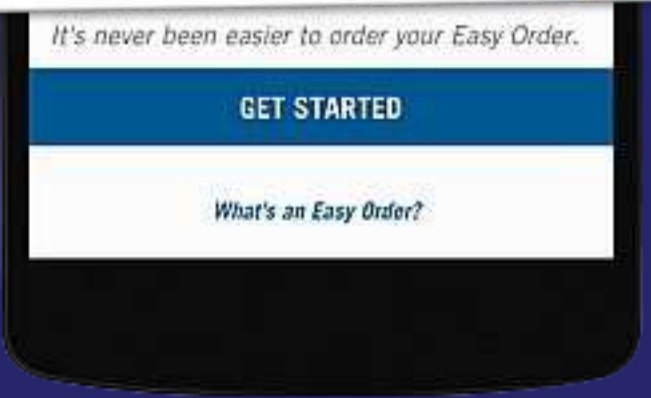 It's never been easier to order your Easy Order.
GET STARTED
What's an Easy Order?